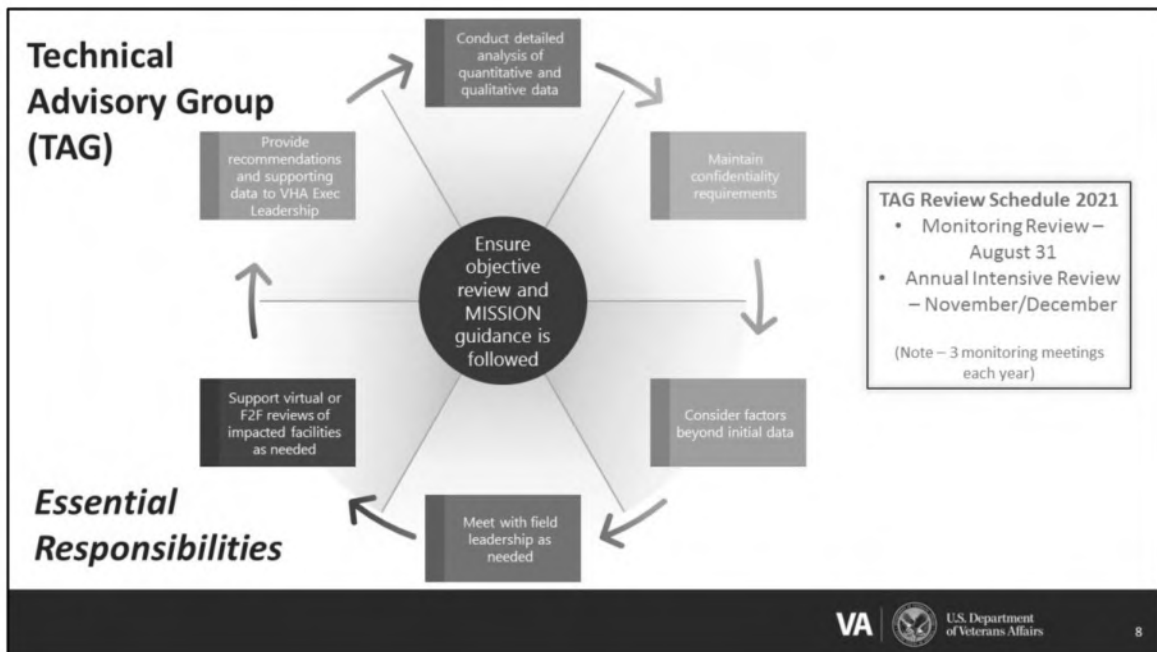 Technical
Advisory Group
(TAG)
Conduct detailed
analysis of
quantitative and
qualitative data
Maintain
confidentiality
requirements
Consider factors
beyond initial data
Meet with field
leadership as
needed
Support virtual or
F2F reviews of
impacted facilities
as needed
Provide
recommendations
and supporting
data to VHA Exec
Leadership
Ensure
objective
review and
MISSION
guidance is
followed
TAG Review Schedule 2021
• Monitoring Review –
August 31
• Annual Intensive Review
– November/December
(Note – 3 monitoring meetings
each year)
Essential
Responsibilities
VA
U.S. Department
of Veterans Affairs
8